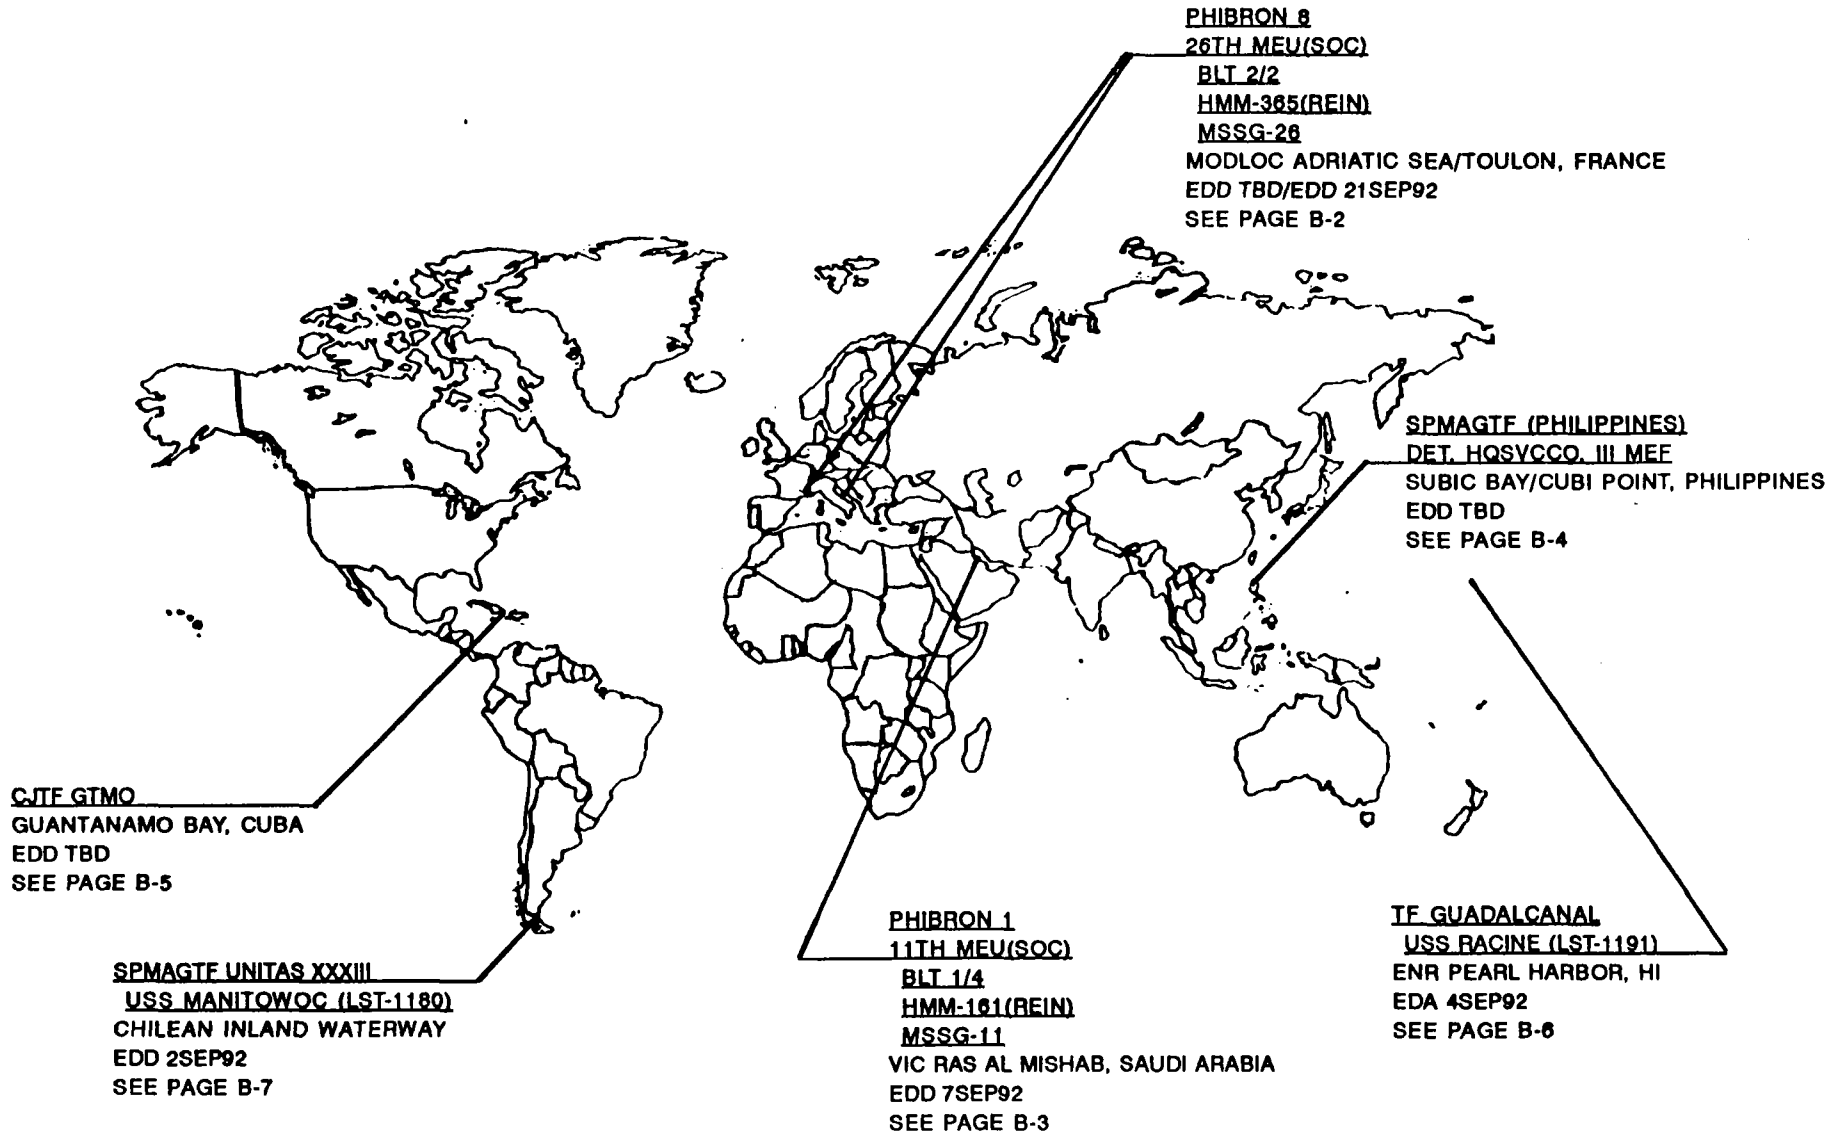 PHIBRON 8
26TH MEU(SOC)
BLT 2/2
HMM-365(REIN)
MSSG-26
MODLOC ADRIATIC SEA/TOULON, FRANCE
EDD TBD/EDD 21SEP92
SEE PAGE B-2
SPMAGTF (PHILIPPINES)
DET, HQSVCCO, III MEF
SUBIC BAY/CUBI POINT, PHILIPPINES
EDD TBD
SEE PAGE B-4
CJTF GTMO
GUANTANAMO BAY, CUBA
EDD TBD
SEE PAGE B-5
SPMAGTF UNITAS XXXIII
USS MANITOWOC (LST-1180)
CHILEAN INLAND WATERWAY
EDD 2SEP92
SEE PAGE B-7
PHIBRON 1
11TH MEU(SOC)
BLT 1/4
HMM-161(REIN)
MSSG-11
VIC RAS AL MISHAB, SAUDI ARABIA
EDD 7SEP92
SEE PAGE B-3
TF GUADALCANAL
USS RACINE (LST-1191)
ENR PEARL HARBOR, HI
EDA 4SEP92
SEE PAGE B-6